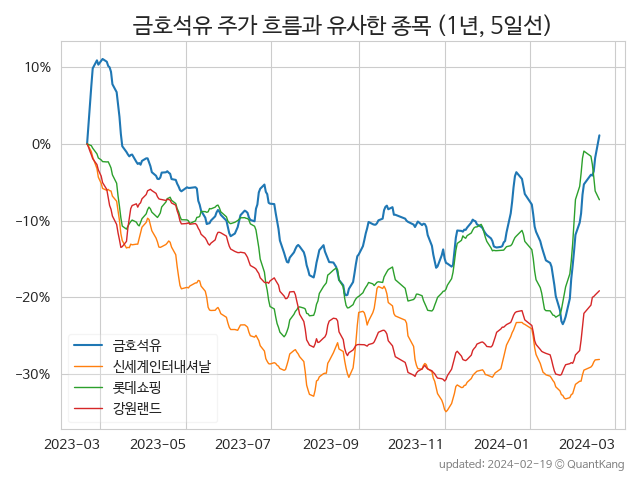 금호석유 주가 흐름과 유사한 종목 (1년, 5일선)
10%
0%
−10%
−20%
−30%
금호석유
신세계인터내셔날
롯데쇼핑
강원랜드
2023-03 2023-05 2023-07 2023-09 2023-11 2024-01 2024-03
updated: 2024-02-19 © QuantKang